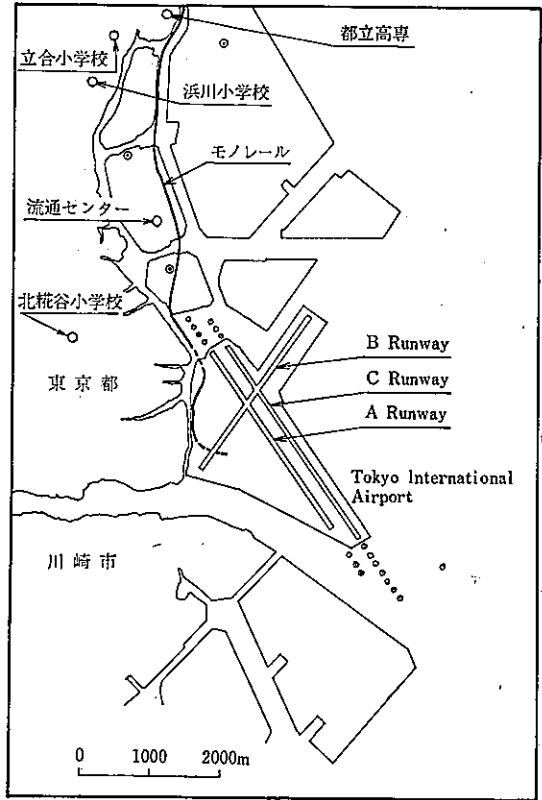 都立高専
立合小学校
浜川小学校
モノレール
流通センター
北糀谷小学校
B Runway
C Runway
A Runway
東京都
Tokyo International
Airport
川崎市
0 1000 2000m